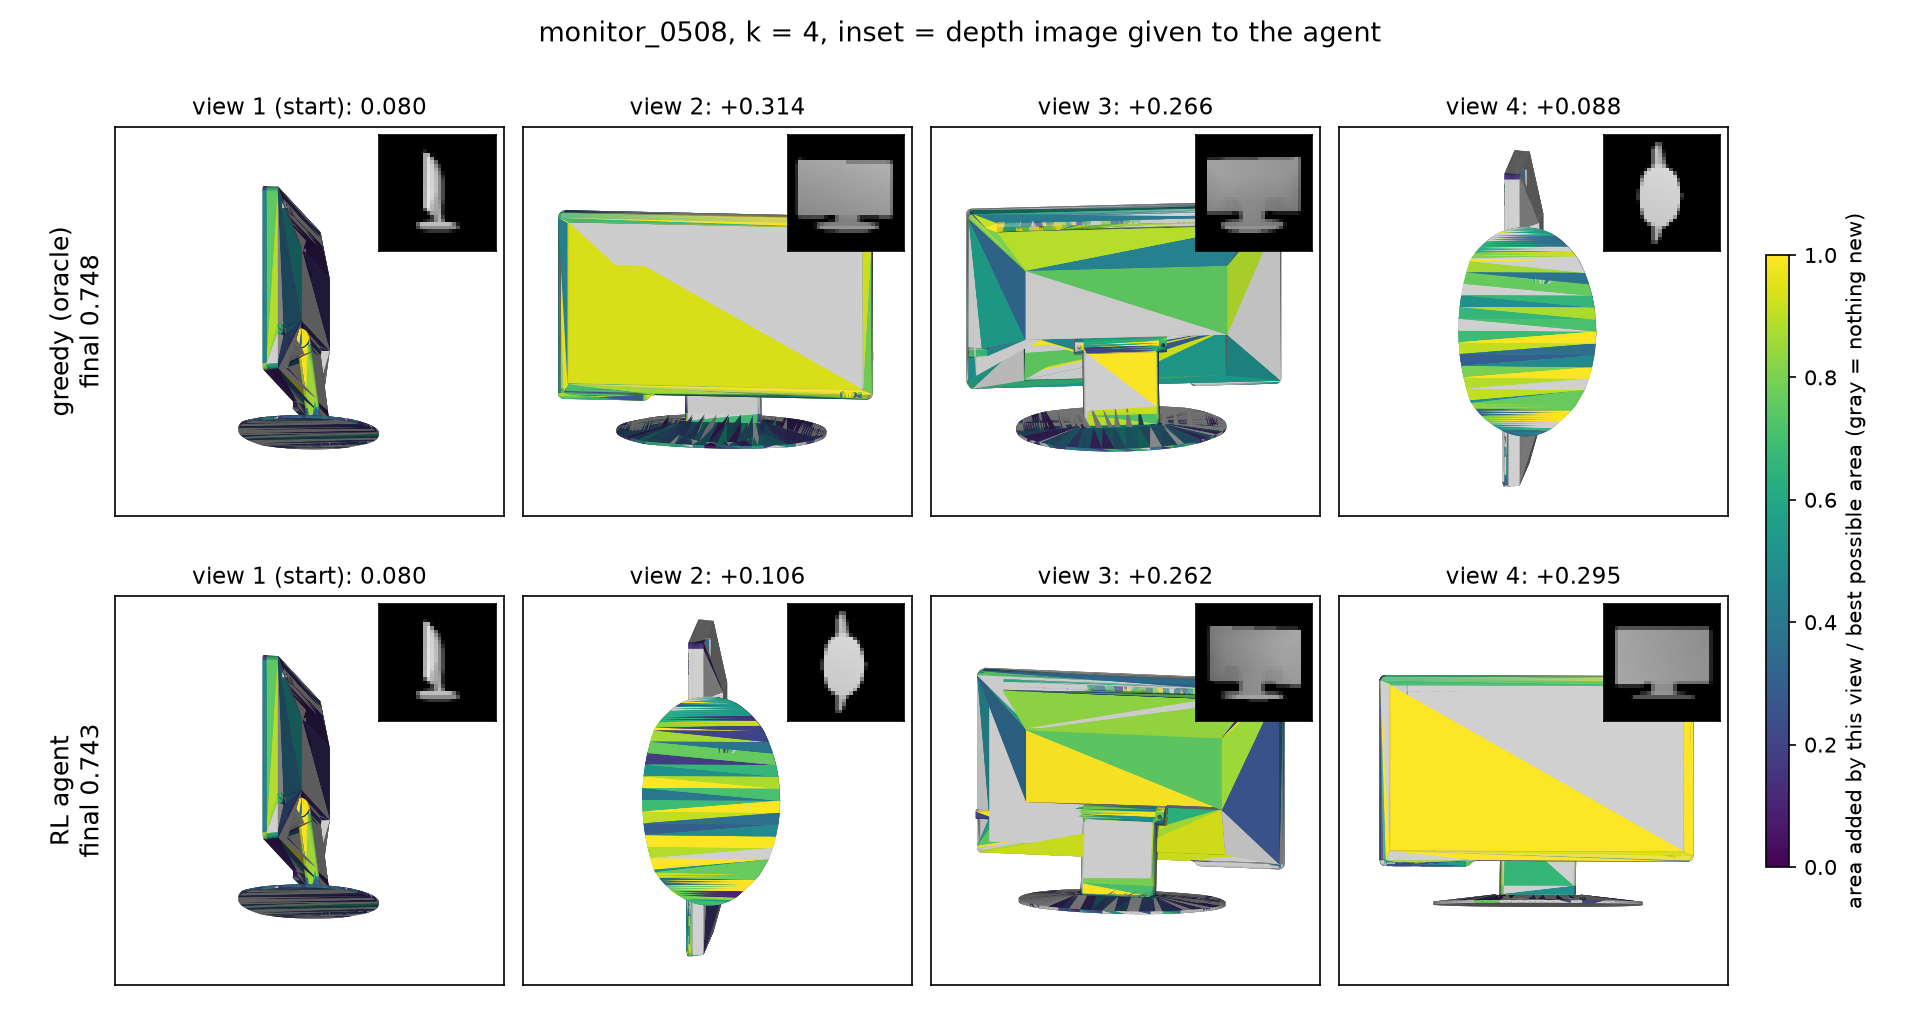 monitor_0508, k = 4, inset = depth image given to the agent
greedy (oracle)
final 0.748
view 1 (start): 0.080
view 2: +0.314
view 3: +0.266
view 4: +0.088
RL agent
final 0.743
view 1 (start): 0.080
view 2: +0.106
view 3: +0.262
view 4: +0.295
1.0
0.8
0.6
0.4
0.2
0.0
area added by this view / best possible area (gray = nothing new)